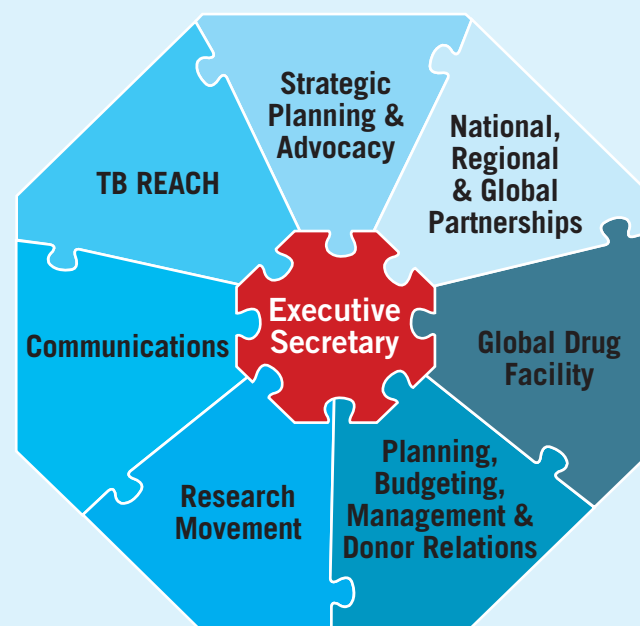 Strategic
Planning &
Advocacy
National,
Regional
& Global
Partnerships
TB REACH
Executive
Secretary
Communications
Global Drug
Facility
Planning,
Budgeting,
Management &
Donor Relations
Research
Movement